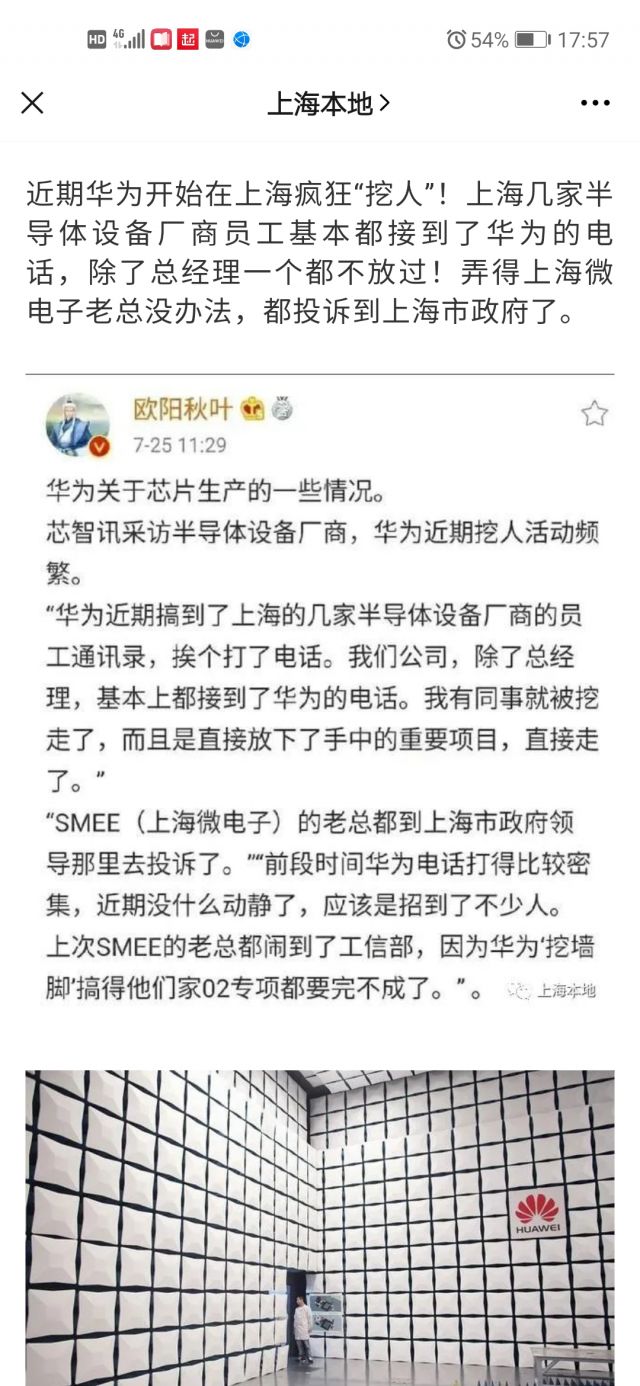 HD 4G 起 HUAWEI 54% 17:57
上海本地
近期华为开始在上海疯狂“挖人”！上海几家半
导体设备厂商员工基本都接到了华为的电
话，除了总经理一个都不放过！弄得上海微
电子老总没办法，都投诉到上海市政府了。
欧阳秋叶
7-25 11:29
华为关于芯片生产的一些情况。
芯智讯采访半导体设备厂商，华为近期挖人活动频
繁。
“华为近期搞到了上海的几家半导体设备厂商的员
工通讯录，挨个打了电话。我们公司，除了总经
理，基本上都接到了华为的电话。我有同事就被挖
走了，而且是直接放下了手中的重要项目，直接走
了。”
“SMEE（上海微电子）的老总都到上海市政府领
导那里去投诉了。”“前段时间华为电话打得比较密
集，近期没什么动静了，应该是招到了不少人。
上次SMEE的老总都闹到了工信部，因为华为‘挖墙
脚’搞得他们家02专项都要完不成了。”。
上海本地
HUAWEI